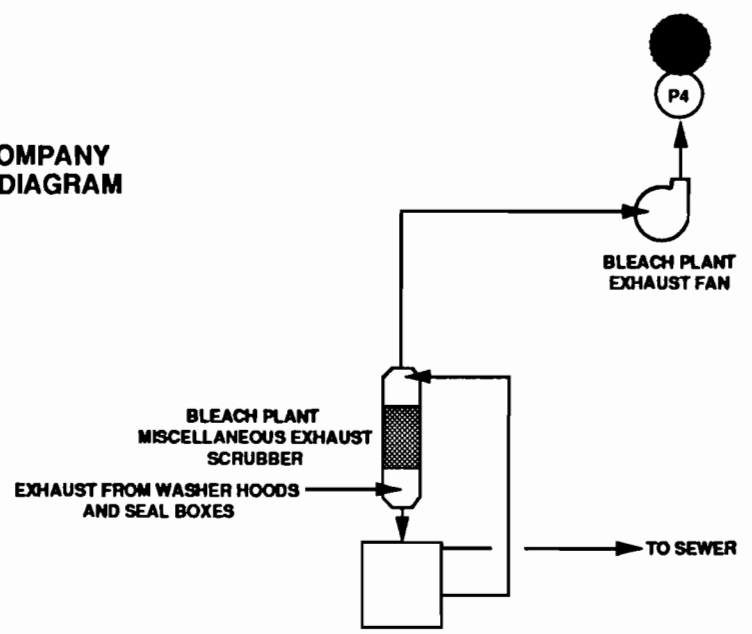 P4
OMPANY
DIAGRAM
BLEACH PLANT
EXHAUST FAN
BLEACH PLANT
MISCELLANEOUS EXHAUST
SCRUBBER
EXHAUST FROM WASHER HOODS
AND SEAL BOXES
TO SEWER